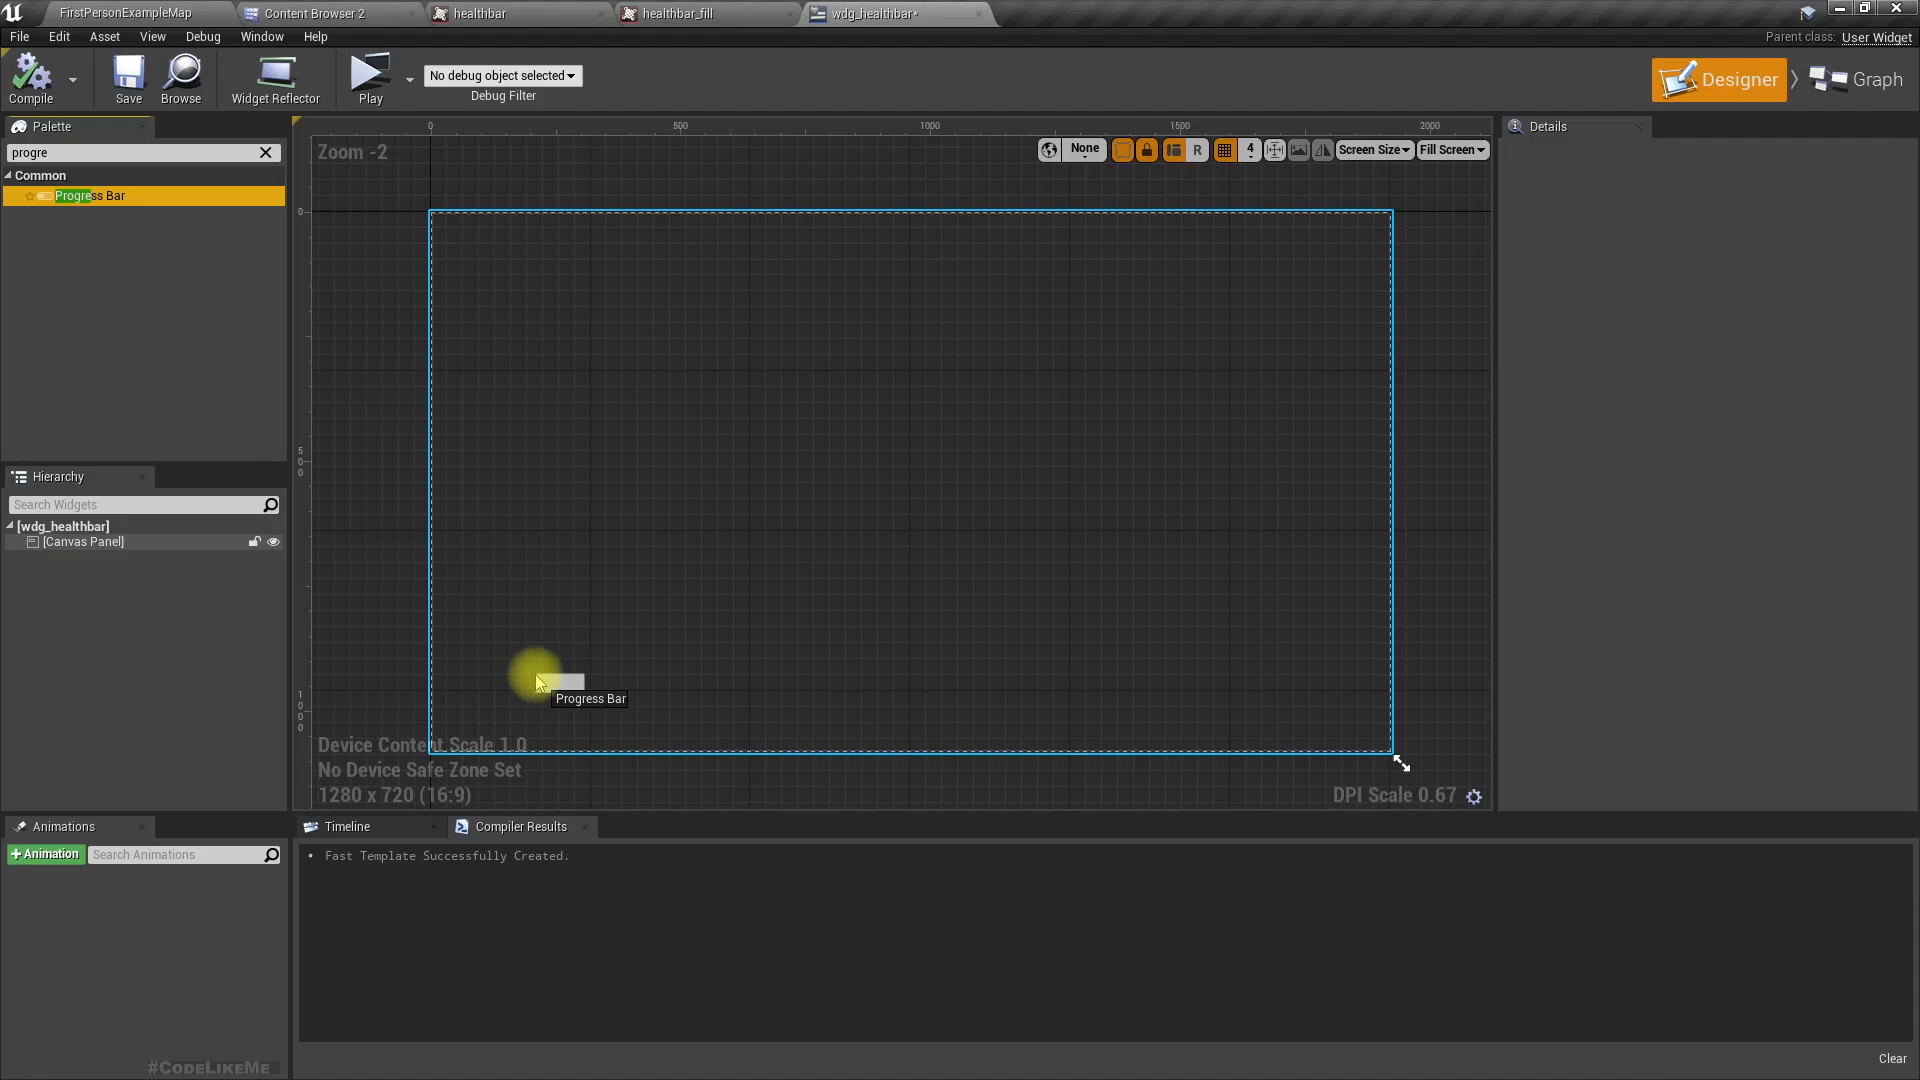 FirstPersonExampleMap
Content Browser 2
healthbar
healthbar_fill
wdg_healthbar*
File Edit Asset View Debug Window Help
Parent class: User Widget
Compile
Save
Browse
Widget Reflector
Play
No debug object selected
Debug Filter
Designer
Graph
Palette
progre
Common
Progress Bar
Zoom -2
0 500 1000 1500 2000
None
R
4
Screen Size
Fill Screen
Details
0
500
1000
Hierarchy
Search Widgets
[wdg_healthbar]
[Canvas Panel]
Progress Bar
Device Content Scale 1.0
No Device Safe Zone Set
1280 x 720 (16:9)
DPI Scale 0.67
Animations
+Animation
Search Animations
Timeline
Compiler Results
• Fast Template Successfully Created.
#CodeLikeMe
Clear